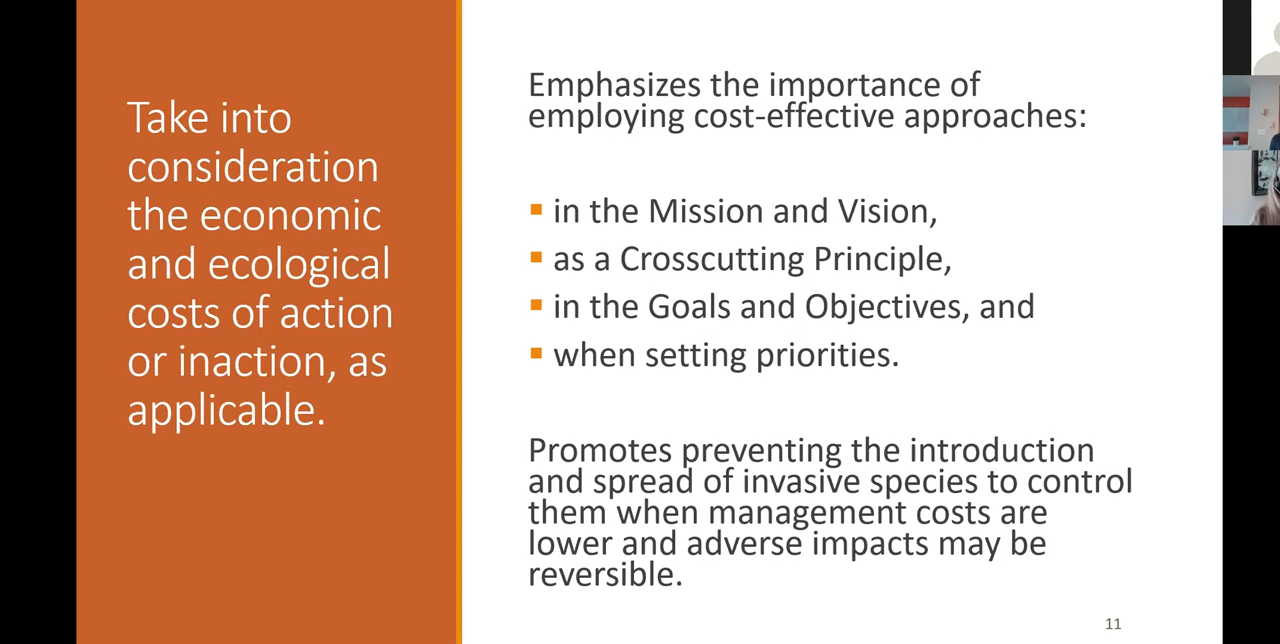 Take into
consideration
the economic
and ecological
costs of action
or inaction, as
applicable.
Emphasizes the importance of
employing cost-effective approaches:
▪ in the Mission and Vision,
▪ as a Crosscutting Principle,
▪ in the Goals and Objectives, and
▪ when setting priorities.
Promotes preventing the introduction
and spread of invasive species to control
them when management costs are
lower and adverse impacts may be
reversible.
11